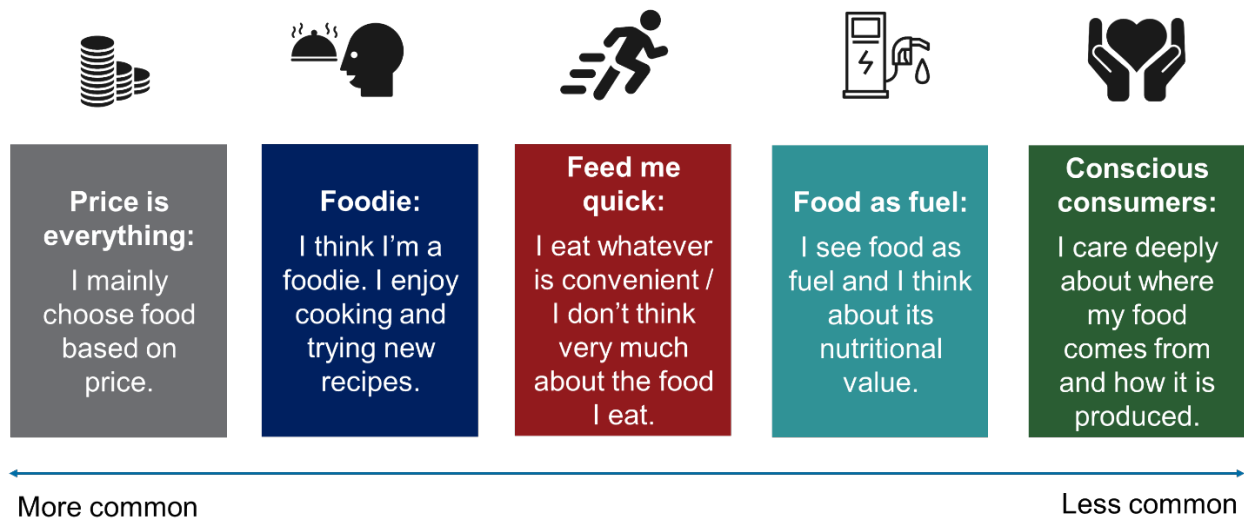 Price is
everything:
I mainly
choose food
based on
price.
Foodie:
I think I’m a
foodie. I enjoy
cooking and
trying new
recipes.
Feed me
quick:
I eat whatever
is convenient /
I don’t think
very much
about the food
I eat.
Food as fuel:
I see food as
fuel and I think
about its
nutritional
value.
Conscious
consumers:
I care deeply
about where
my food
comes from
and how it is
produced.
More common
Less common